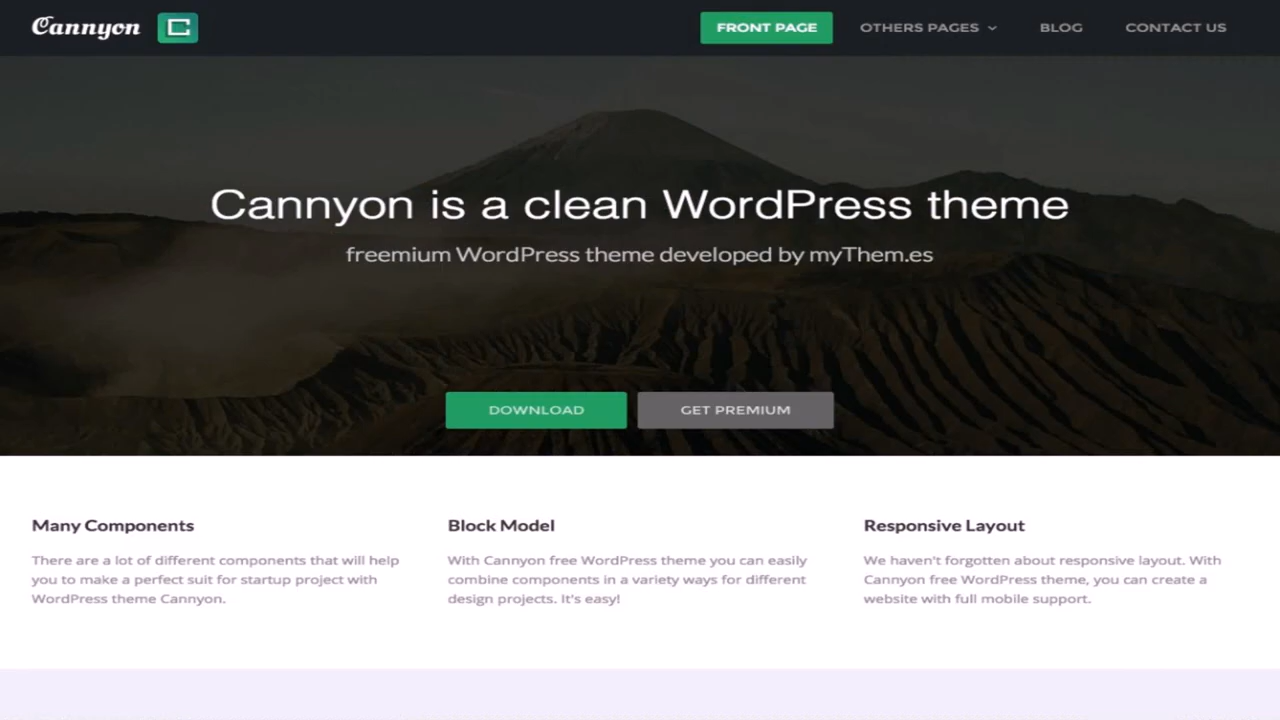 Cannyon
FRONT PAGE
OTHERS PAGES
BLOG
CONTACT US
Cannyon is a clean WordPress theme
freemium WordPress theme developed by myThem.es
DOWNLOAD
GET PREMIUM
Many Components
There are a lot of different components that will help
you to make a perfect suit for startup project with
WordPress theme Cannyon.
Block Model
With Cannyon free WordPress theme you can easily
combine components in a variety ways for different
design projects. It's easy!
Responsive Layout
We haven't forgotten about responsive layout. With
Cannyon free WordPress theme, you can create a
website with full mobile support.